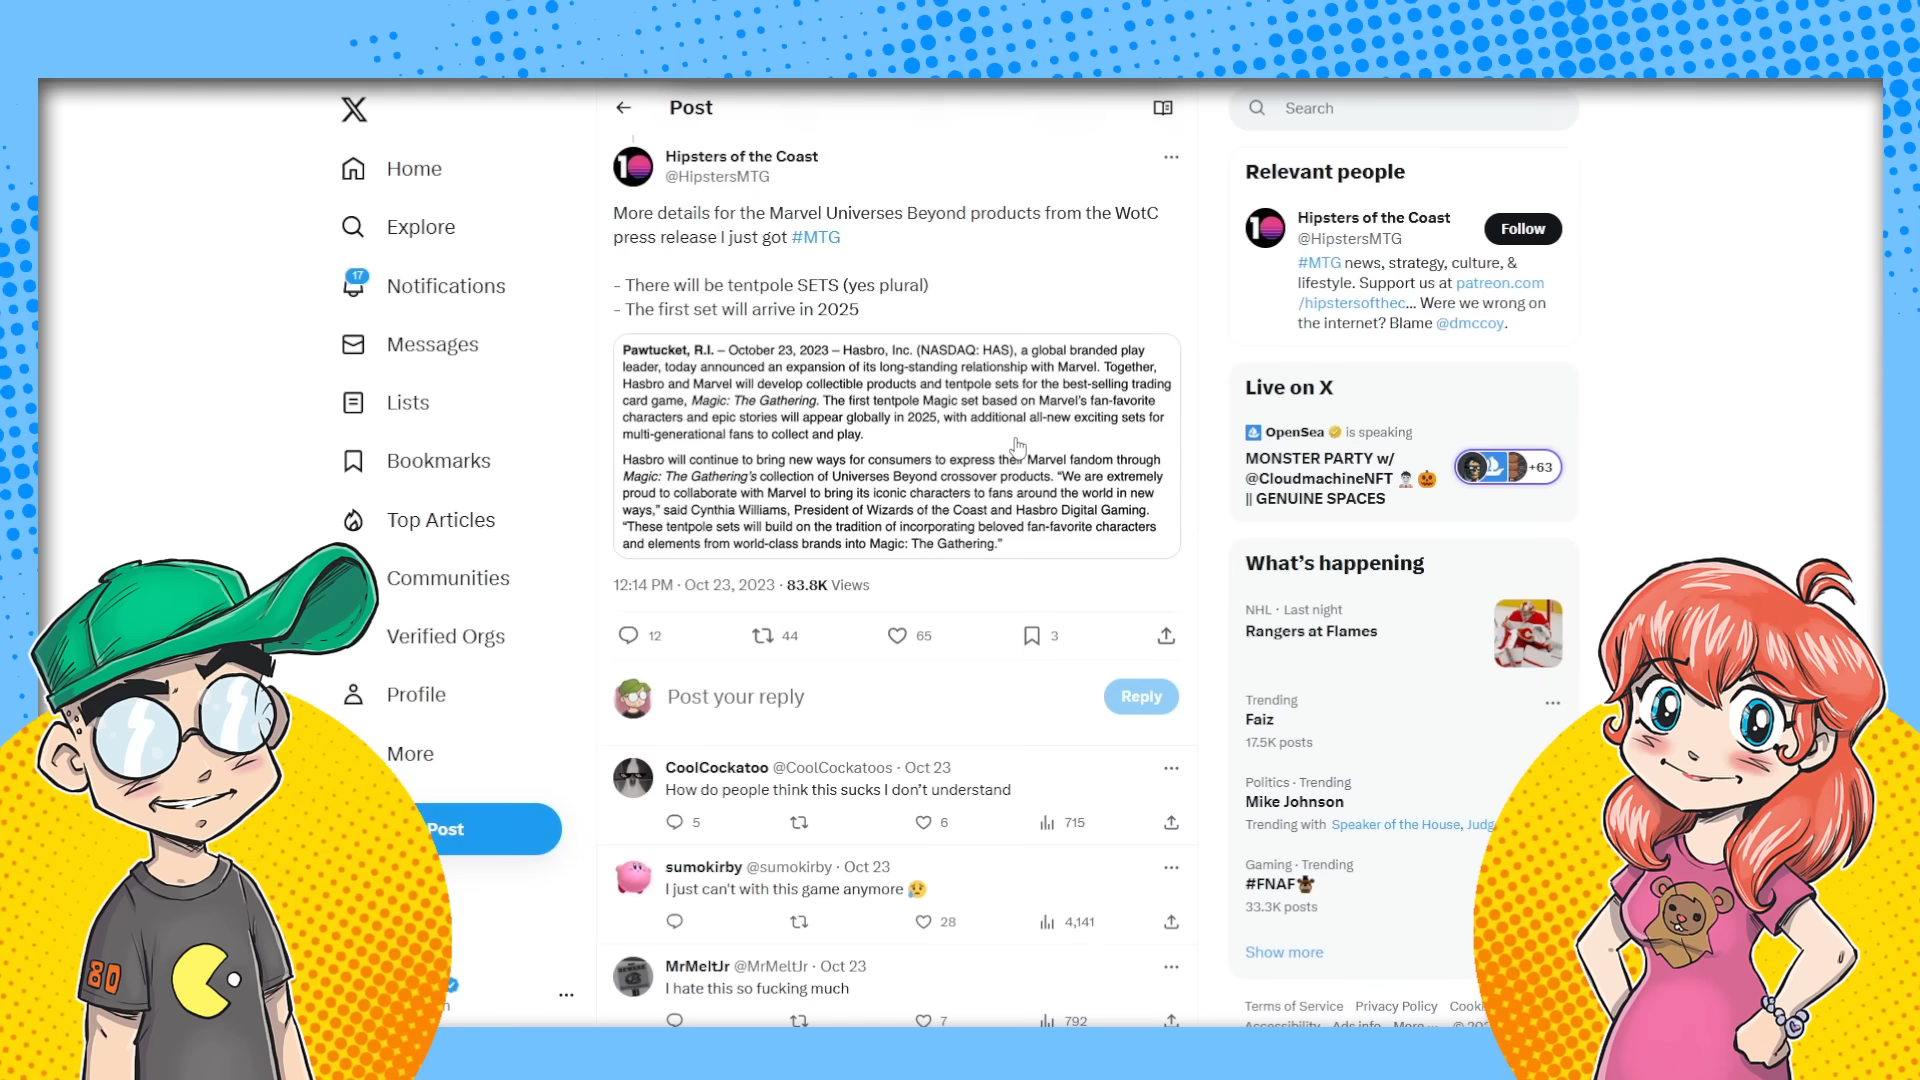 Home
Explore
17
Notifications
Messages
Lists
Bookmarks
Top Articles
Communities
Verified Orgs
Profile
More
Post
80
Post
Hipsters of the Coast
@HipstersMTG
More details for the Marvel Universes Beyond products from the WotC
press release I just got #MTG
- There will be tentpole SETS (yes plural)
- The first set will arrive in 2025
Pawtucket, R.I. – October 23, 2023 – Hasbro, Inc. (NASDAQ: HAS), a global branded play
leader, today announced an expansion of its long-standing relationship with Marvel. Together,
Hasbro and Marvel will develop collectible products and tentpole sets for the best-selling trading
card game, Magic: The Gathering. The first tentpole Magic set based on Marvel's fan-favorite
characters and epic stories will appear globally in 2025, with additional all-new exciting sets for
multi-generational fans to collect and play.
Hasbro will continue to bring new ways for consumers to express their Marvel fandom through
Magic: The Gathering's collection of Universes Beyond crossover products. "We are extremely
proud to collaborate with Marvel to bring its iconic characters to fans around the world in new
ways," said Cynthia Williams, President of Wizards of the Coast and Hasbro Digital Gaming.
"These tentpole sets will build on the tradition of incorporating beloved fan-favorite characters
and elements from world-class brands into Magic: The Gathering."
12:14 PM · Oct 23, 2023 · 83.8K Views
12 44 65 3
Post your reply
Reply
CoolCockatoo @CoolCockatoos · Oct 23
How do people think this sucks I don't understand
5 6 715
sumokirby @sumokirby · Oct 23
I just can't with this game anymore 😥
28 4,141
MrMeltJr @MrMeltJr · Oct 23
I hate this so fucking much
7 792
Search
Relevant people
Hipsters of the Coast
@HipstersMTG
Follow
#MTG news, strategy, culture, &
lifestyle. Support us at patreon.com
/hipstersofthec... Were we wrong on
the internet? Blame @dmccoy.
Live on X
OpenSea is speaking
MONSTER PARTY w/
@CloudmachineNFT 🧛🏻🎃
|| GENUINE SPACES
+63
What's happening
NHL · Last night
Rangers at Flames
Trending
Faiz
17.5K posts
Politics · Trending
Mike Johnson
Trending with Speaker of the House,
Gaming · Trending
#FNAF
33.3K posts
Show more
Terms of Service Privacy Policy